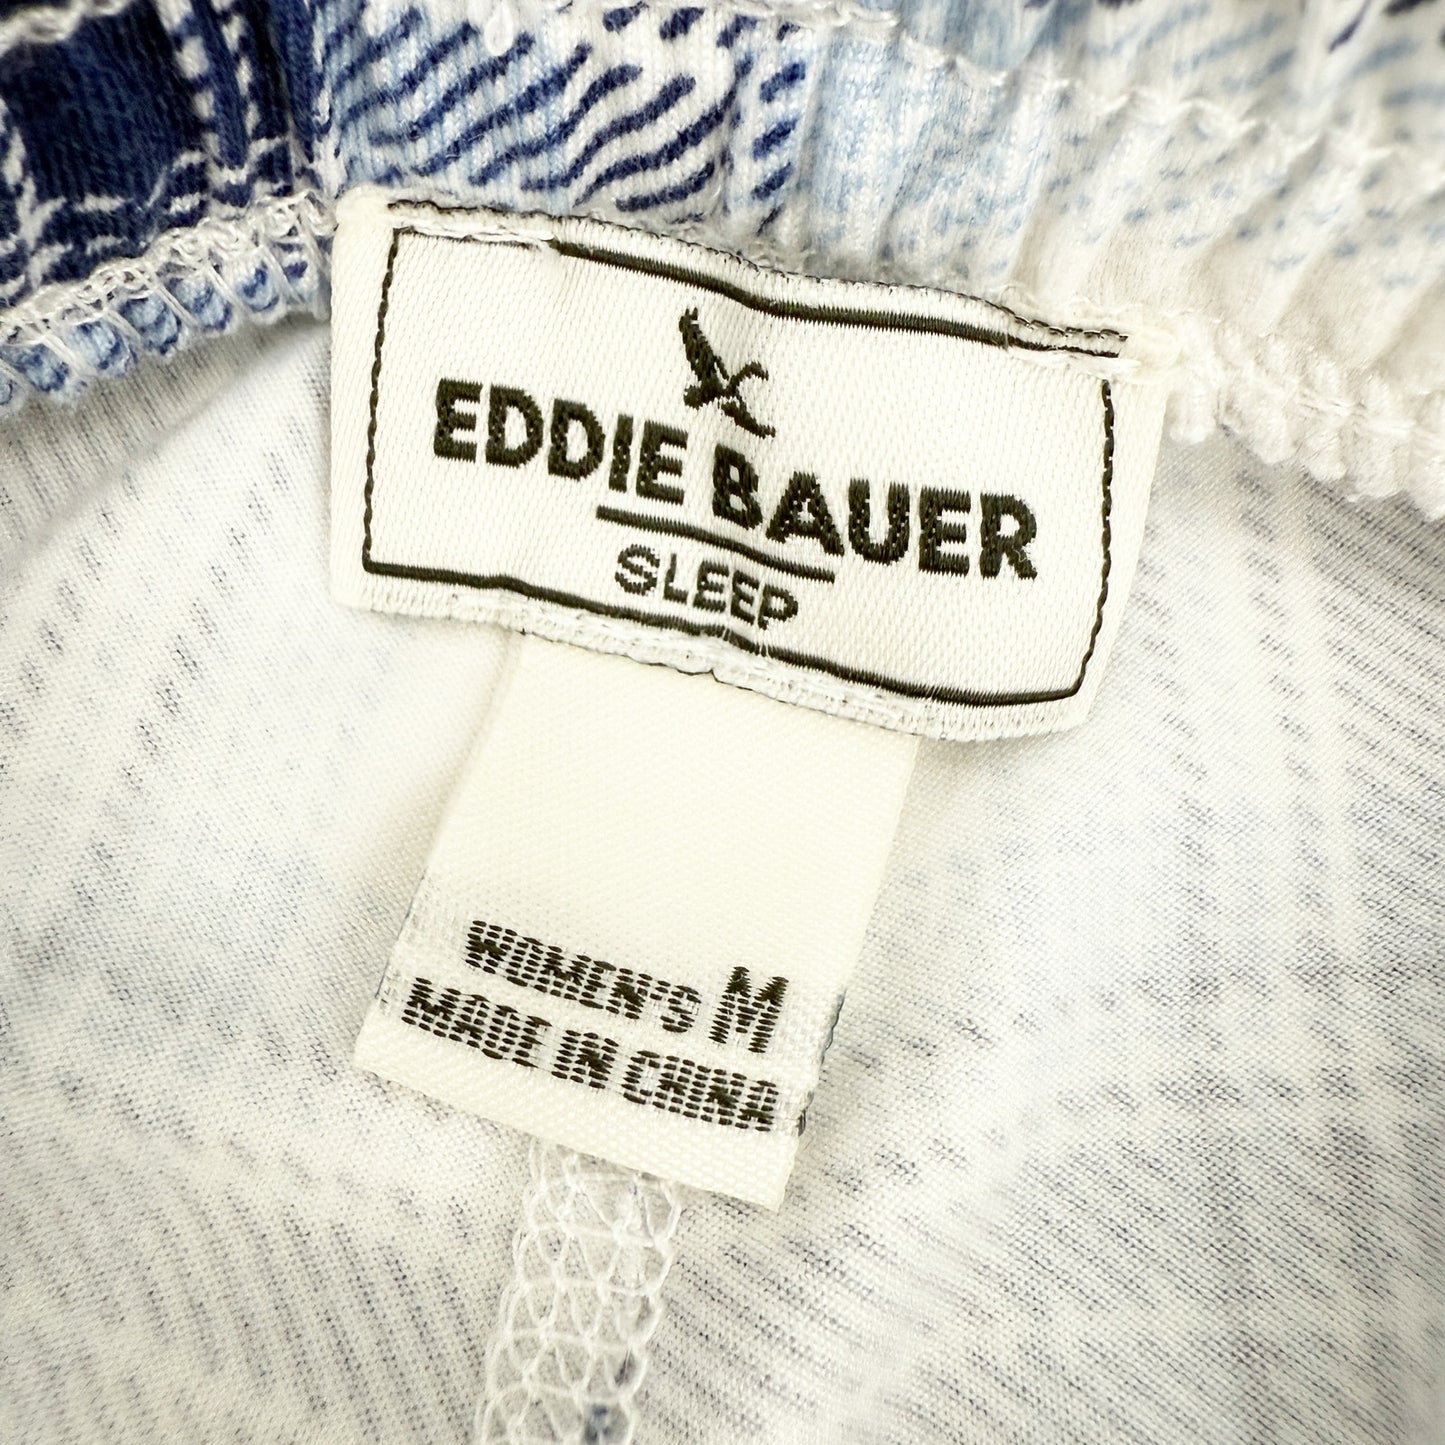 EDDIE BAUER
SLEEP
WOMEN'S M
MADE IN CHINA